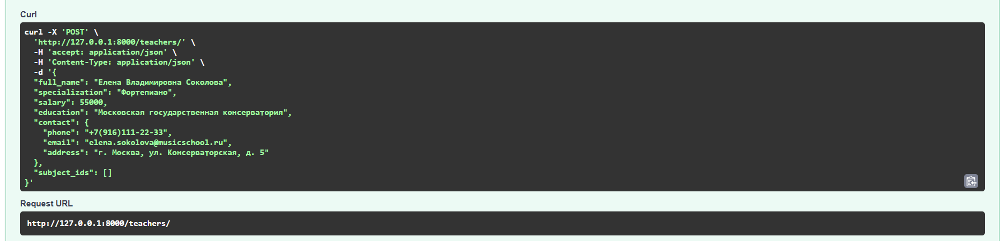 Curl
curl -X 'POST' \
  'http://127.0.0.1:8000/teachers/' \
  -H 'accept: application/json' \
  -H 'Content-Type: application/json' \
  -d '{
  "full_name": "Елена Владимировна Соколова",
  "specialization": "Фортепиано",
  "salary": 55000,
  "education": "Московская государственная консерватория",
  "contact": {
    "phone": "+7(916)111-22-33",
    "email": "elena.sokolova@musicschool.ru",
    "address": "г. Москва, ул. Консерваторская, д. 5"
  },
  "subject_ids": []
}'
Request URL
http://127.0.0.1:8000/teachers/